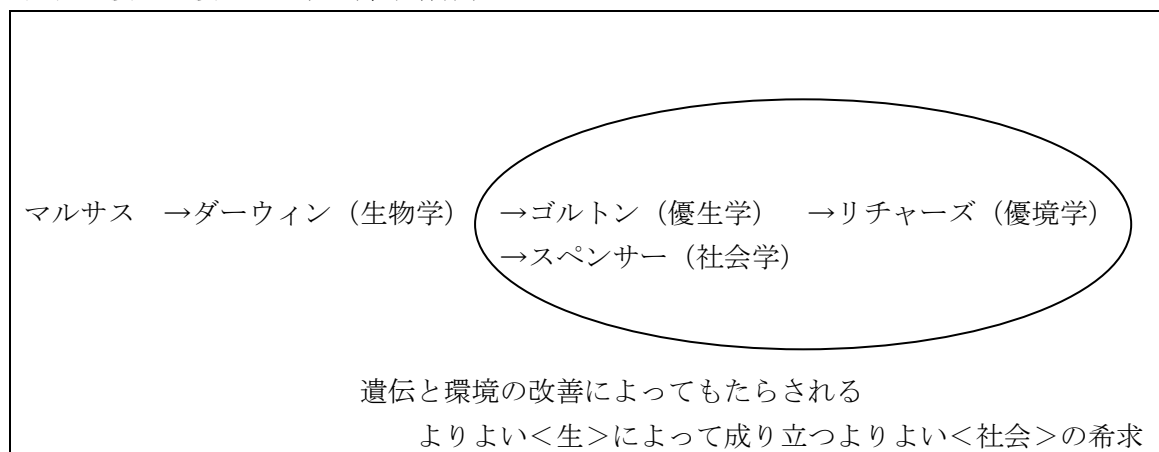 マルサス →ダーウィン（生物学） →ゴルトン（優生学） →リチャーズ（優境学）
→スペンサー（社会学）
遺伝と環境の改善によってもたらされる
よりよい＜生＞によって成り立つよりよい＜社会＞の希求